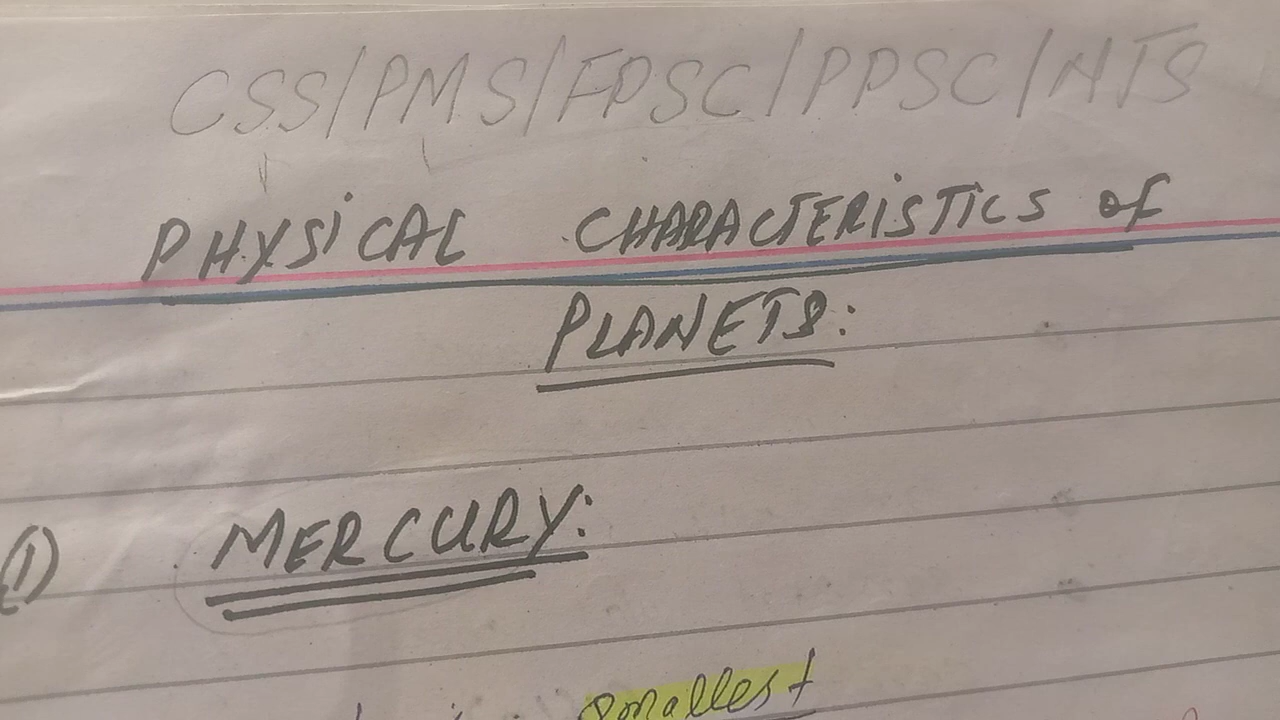 CSS/PMS/FPSC/PPSC/NTS
PHYSiCAL CHARACTERiSTiCS of
PLANETS:
(1) MERCURY:
smallest